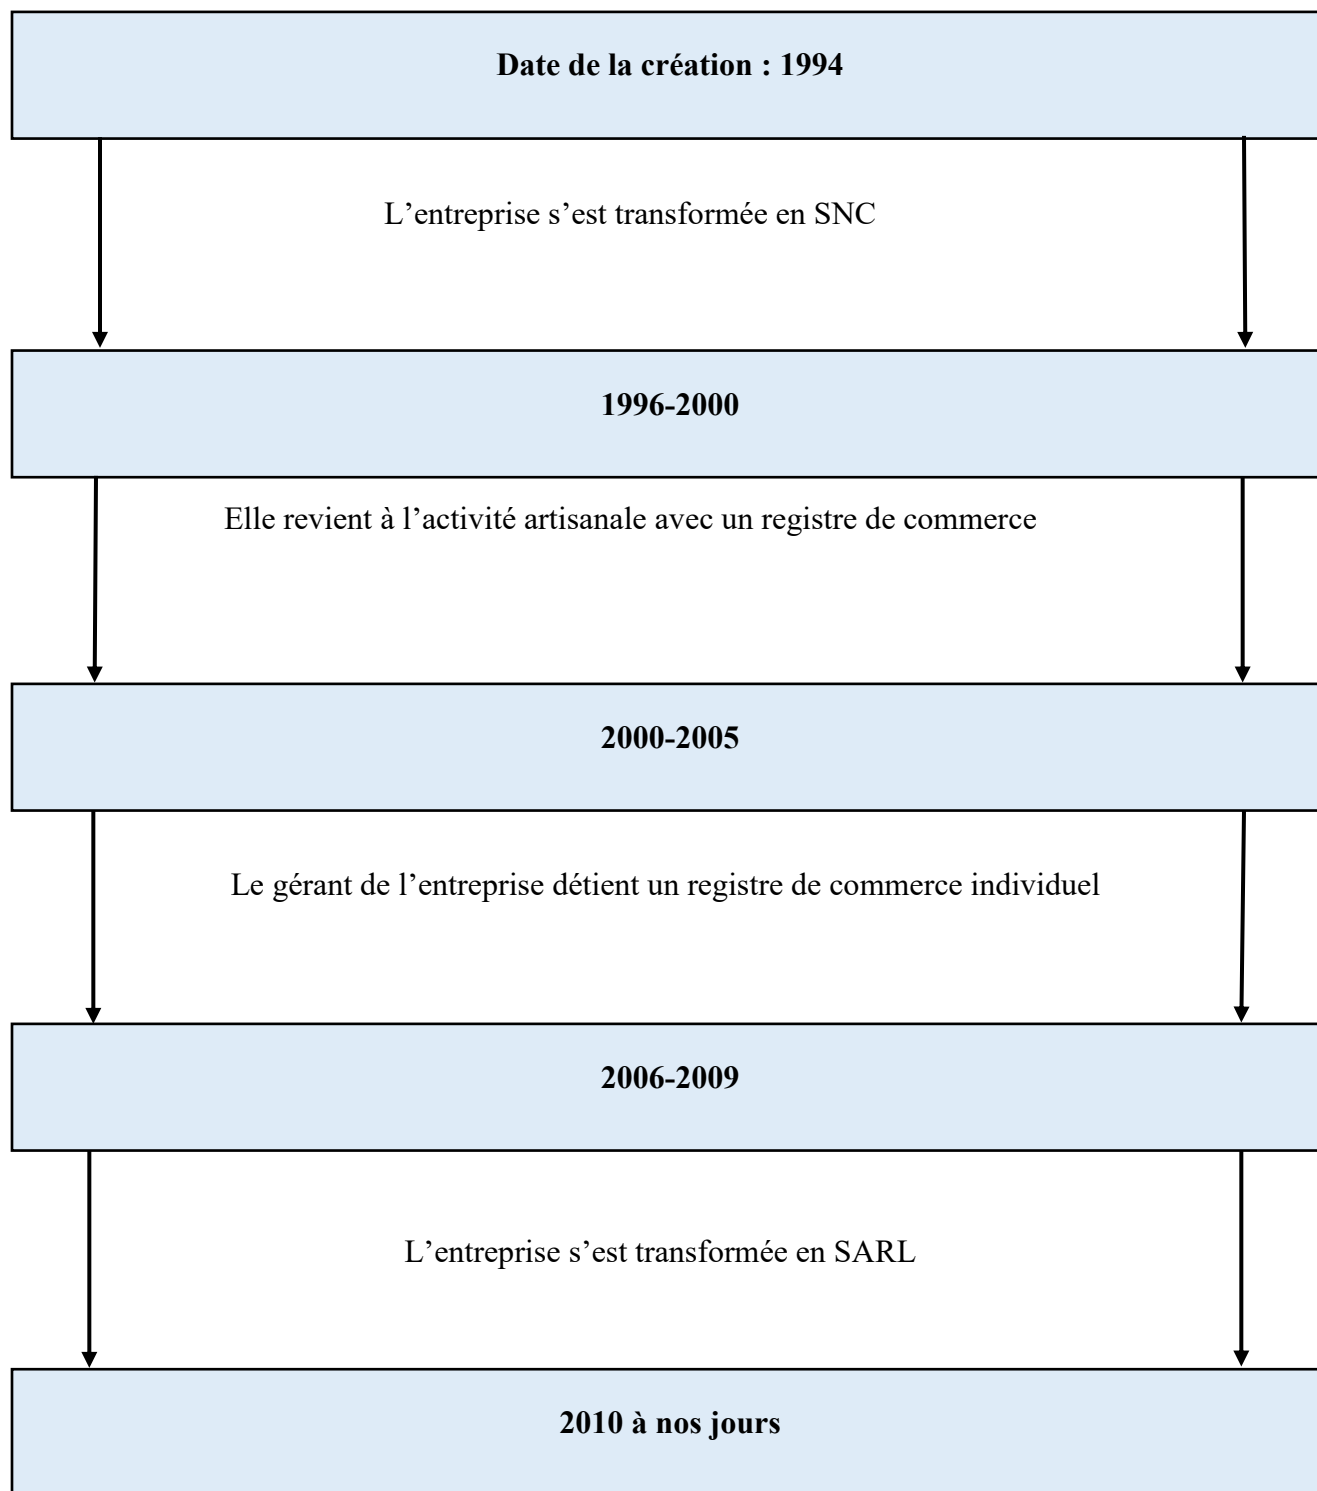 Date de la création : 1994
L’entreprise s’est transformée en SNC
1996-2000
Elle revient à l’activité artisanale avec un registre de commerce
2000-2005
Le gérant de l’entreprise détient un registre de commerce individuel
2006-2009
L’entreprise s’est transformée en SARL
2010 à nos jours